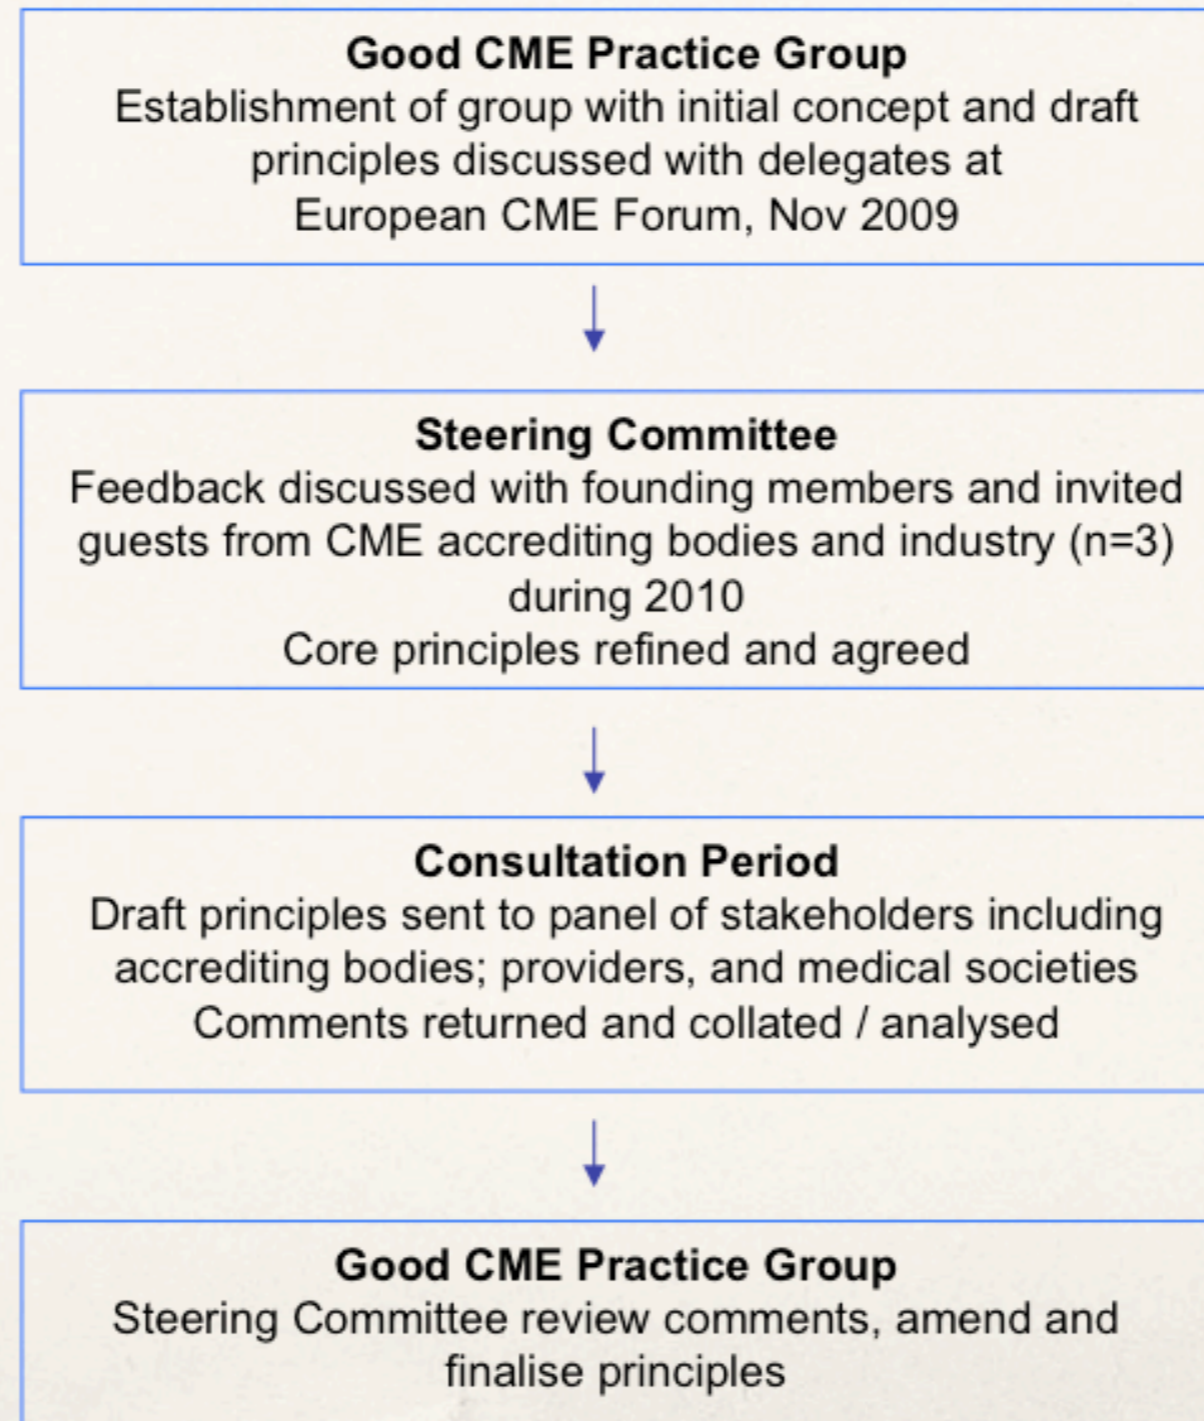 Good CME Practice Group
Establishment of group with initial concept and draft
principles discussed with delegates at
European CME Forum, Nov 2009
Steering Committee
Feedback discussed with founding members and invited
guests from CME accrediting bodies and industry (n=3)
during 2010
Core principles refined and agreed
Consultation Period
Draft principles sent to panel of stakeholders including
accrediting bodies; providers, and medical societies
Comments returned and collated / analysed
Good CME Practice Group
Steering Committee review comments, amend and
finalise principles